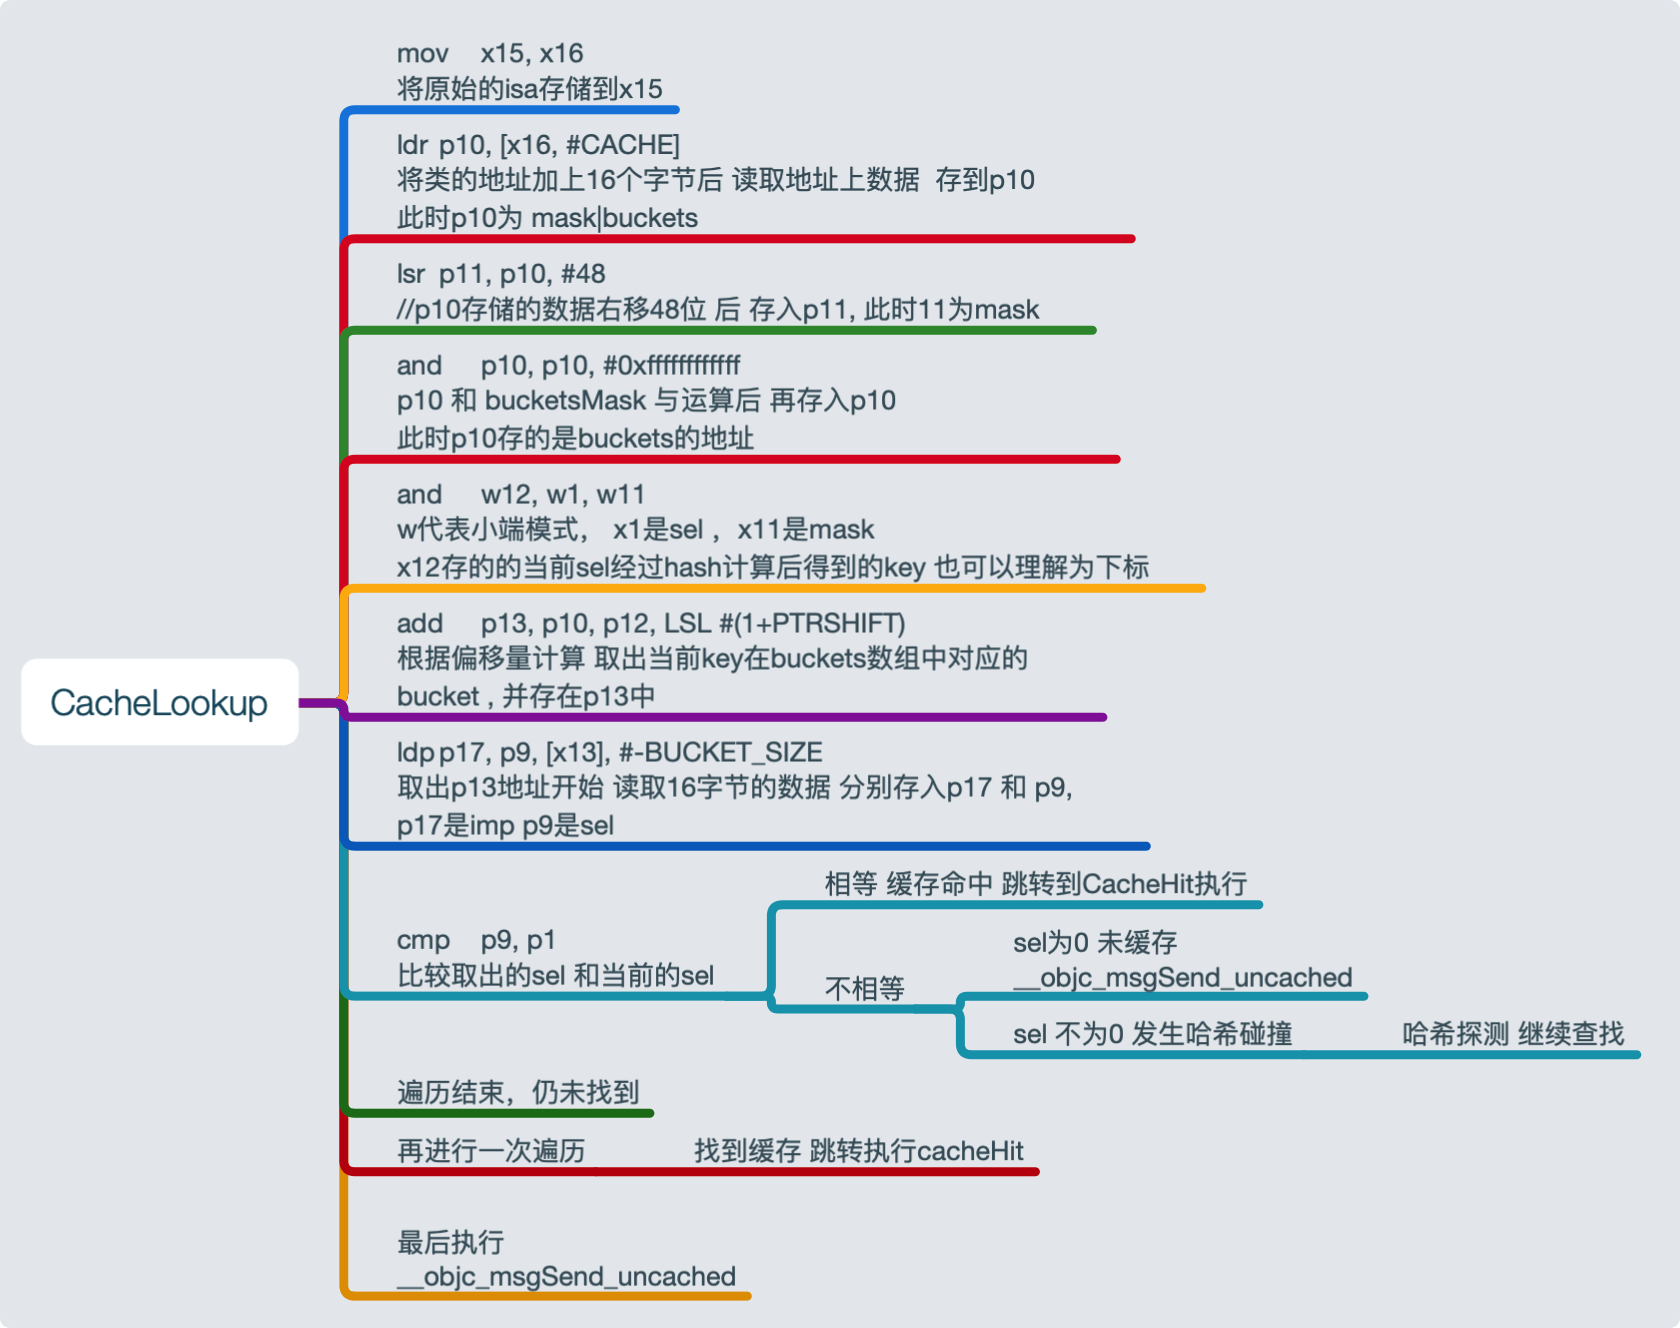 mov x15, x16
将原始的isa存储到x15
ldr p10, [x16, #CACHE]
将类的地址加上16个字节后 读取地址上数据 存到p10
此时p10为 mask|buckets
lsr p11, p10, #48
//p10存储的数据右移48位 后 存入p11, 此时11为mask
and p10, p10, #0xffffffffffff
p10 和 bucketsMask 与运算后 再存入p10
此时p10存的是buckets的地址
and w12, w1, w11
w代表小端模式， x1是sel ，x11是mask
x12存的的当前sel经过hash计算后得到的key 也可以理解为下标
add p13, p10, p12, LSL #(1+PTRSHIFT)
根据偏移量计算 取出当前key在buckets数组中对应的
bucket , 并存在p13中
CacheLookup
ldp p17, p9, [x13], #-BUCKET_SIZE
取出p13地址开始 读取16字节的数据 分别存入p17 和 p9,
p17是imp p9是sel
cmp p9, p1
比较取出的sel 和当前的sel
相等 缓存命中 跳转到CacheHit执行
不相等
sel为0 未缓存
__objc_msgSend_uncached
sel 不为0 发生哈希碰撞
哈希探测 继续查找
遍历结束，仍未找到
再进行一次遍历
找到缓存 跳转执行cacheHit
最后执行
__objc_msgSend_uncached